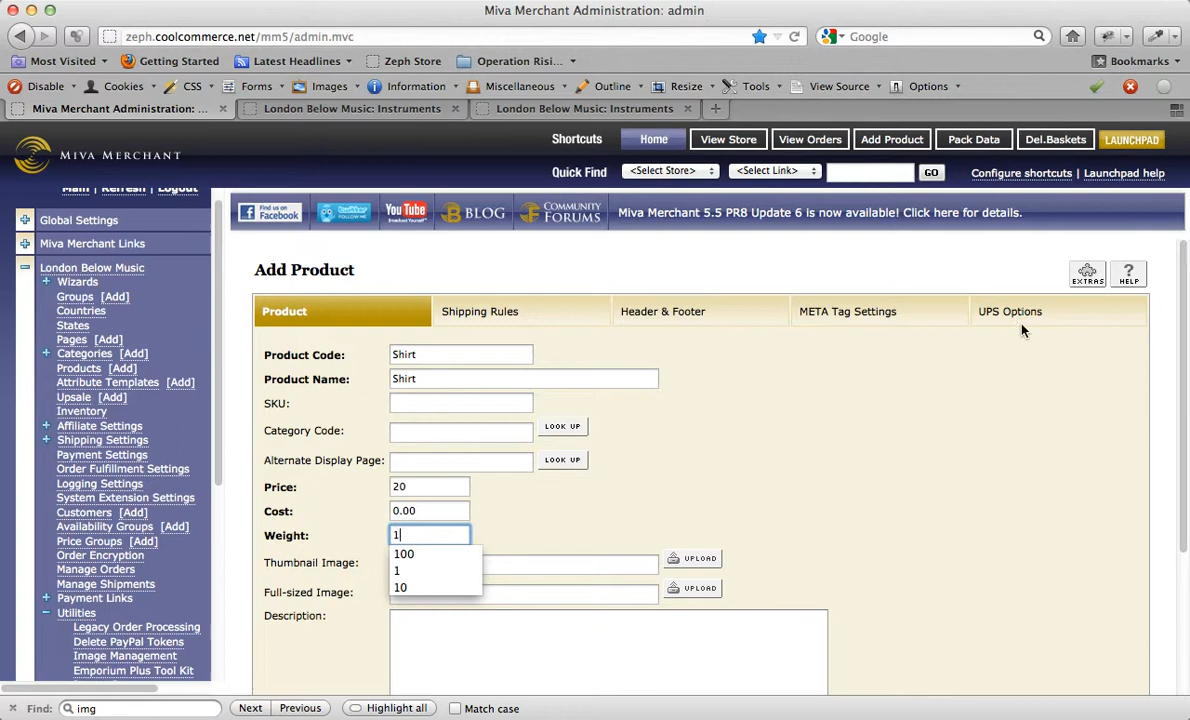 Miva Merchant Administration: admin
zeph.coolcommerce.net/mm5/admin.mvc
Google
Most Visited
Getting Started
Latest Headlines
Zeph Store
Operation Risi...
Bookmarks
Disable
Cookies
CSS
Forms
Images
Information
Miscellaneous
Outline
Resize
Tools
View Source
Options
Miva Merchant Administration: ...
London Below Music: Instruments
London Below Music: Instruments
MIVA MERCHANT
Shortcuts
Home
View Store
View Orders
Add Product
Pack Data
Del.Baskets
LAUNCHPAD
Quick Find
<Select Store>
<Select Link>
GO
Configure shortcuts | Launchpad help
Main | Refresh | Logout
Find us on Facebook
twitter FOLLOW ME
YouTube Broadcast Yourself
BLOG
COMMUNITY FORUMS
Miva Merchant 5.5 PR8 Update 6 is now available! Click here for details.
Global Settings
Miva Merchant Links
London Below Music
Wizards
Groups [Add]
Countries
States
Pages [Add]
Categories [Add]
Products [Add]
Attribute Templates [Add]
Upsale [Add]
Inventory
Affiliate Settings
Shipping Settings
Payment Settings
Order Fulfillment Settings
Logging Settings
System Extension Settings
Customers [Add]
Availability Groups [Add]
Price Groups [Add]
Order Encryption
Manage Orders
Manage Shipments
Payment Links
Utilities
Legacy Order Processing
Delete PayPal Tokens
Image Management
Emporium Plus Tool Kit
Add Product
EXTRAS
? HELP
Product
Shipping Rules
Header & Footer
META Tag Settings
UPS Options
Product Code: Shirt
Product Name: Shirt
SKU:
Category Code: LOOK UP
Alternate Display Page: LOOK UP
Price: 20
Cost: 0.00
Weight: 1
100
1
10
Thumbnail Image: UPLOAD
Full-sized Image: UPLOAD
Description:
Find: img
Next
Previous
Highlight all
Match case